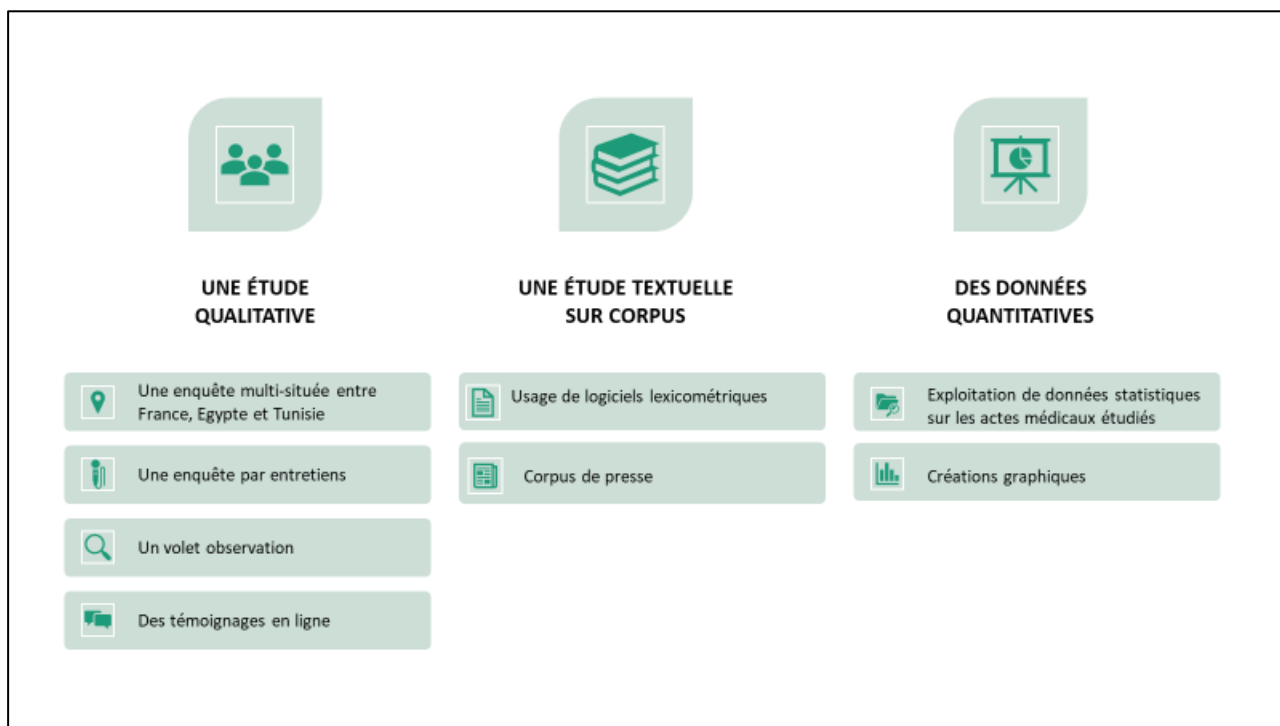 UNE ÉTUDE
QUALITATIVE
Une enquête multi-située entre
France, Egypte et Tunisie
Une enquête par entretiens
Un volet observation
Des témoignages en ligne
UNE ÉTUDE TEXTUELLE
SUR CORPUS
Usage de logiciels lexicométriques
Corpus de presse
DES DONNÉES
QUANTITATIVES
Exploitation de données statistiques
sur les actes médicaux étudiés
Créations graphiques